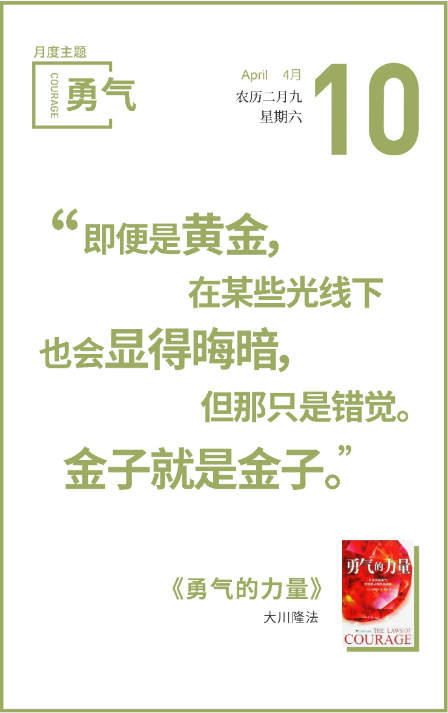 月度主题
COURAGE
勇气
April 4月
农历二月九
星期六
10
“即便是黄金,
在某些光线下
也会显得晦暗,
但那只是错觉。
金子就是金子。”
《勇气的力量》
大川隆法
勇气的力量
THE LAWS OF
COURAGE